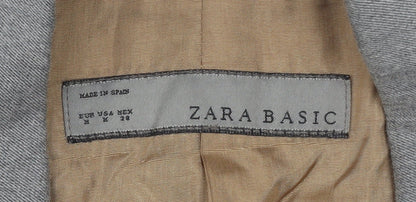 MADE IN SPAIN
EUR USA MEX
M M 28
ZARA BASIC